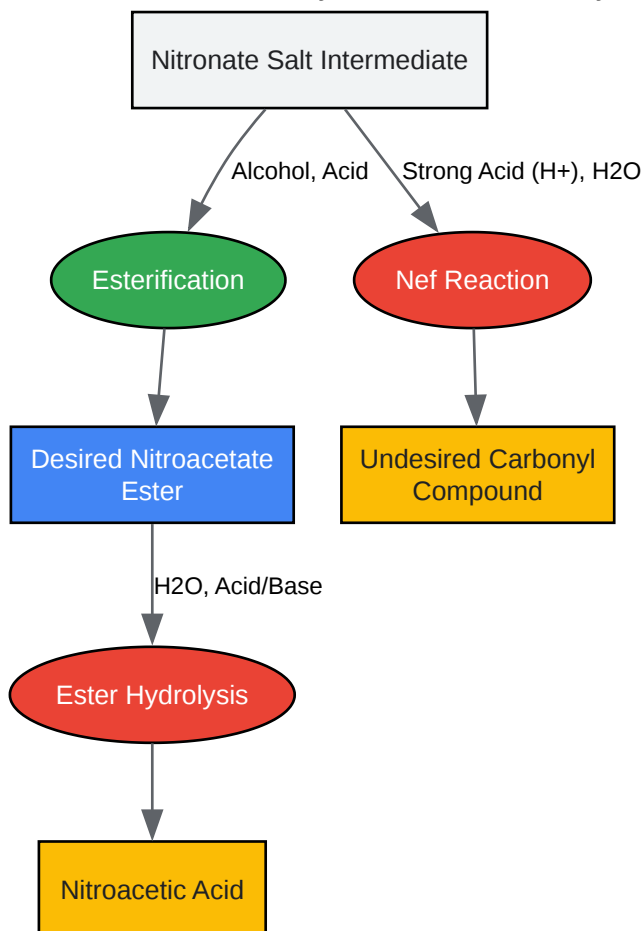 Nitronate Salt Intermediate
Alcohol, Acid
Strong Acid (H+), H2O
Esterification
Nef Reaction
Desired Nitroacetate
Ester
Undesired Carbonyl
Compound
H2O, Acid/Base
Ester Hydrolysis
Nitroacetic Acid